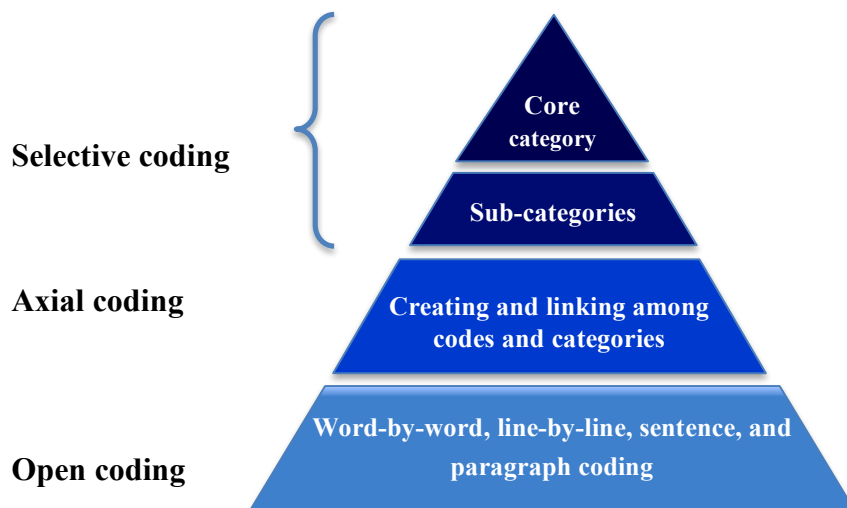 Core
category
Selective coding
Sub-categories
Axial coding
Creating and linking among
codes and categories
Word-by-word, line-by-line, sentence, and
paragraph coding
Open coding